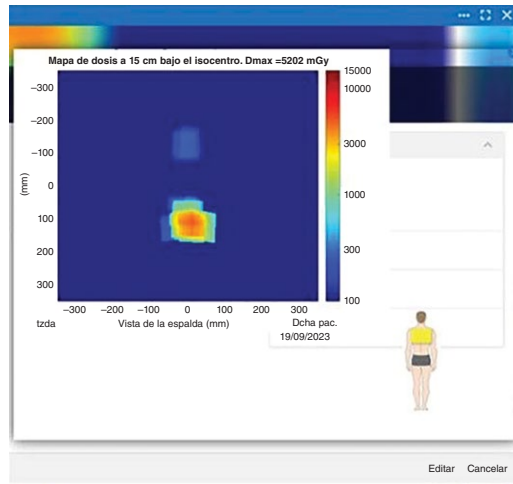 Mapa de dosis a 15 cm bajo el isocentro. Dmax =5202 mGy
−300
−200
−100
0
100
200
300
(mm)
−300 −200 −100 0 100 200 300
tzda Vista de la espalda (mm) Dcha pac.
19/09/2023
15000
10000
3000
1000
300
100
Editar Cancelar